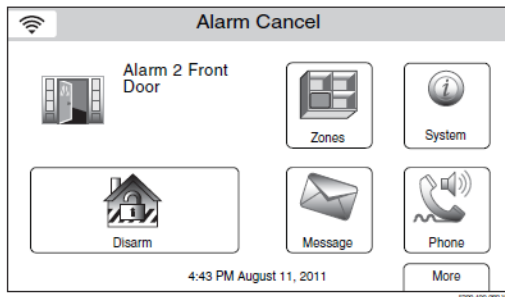 Alarm Cancel
Alarm 2 Front
Door
Zones
System
Disarm
Message
Phone
4:43 PM August 11, 2011
More